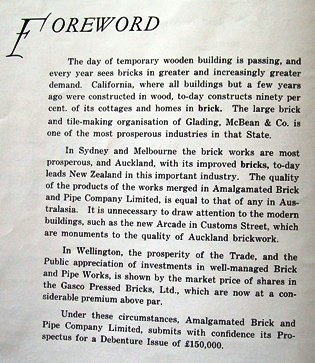 FOREWORD
The day of temporary wooden building is passing, and
every year sees bricks in greater and increasingly greater
demand. California, where all buildings but a few years
ago were constructed in wood, to-day constructs ninety per
cent. of its cottages and homes in brick. The large brick
and tile-making organisation of Glading, McBean & Co. is
one of the most prosperous industries in that State.
In Sydney and Melbourne the brick works are most
prosperous, and Auckland, with its improved bricks, to-day
leads New Zealand in this important industry. The quality
of the products of the works merged in Amalgamated Brick
and Pipe Company Limited, is equal to that of any in Aus-
tralasia. It is unnecessary to draw attention to the modern
buildings, such as the new Arcade in Customs Street, which
are monuments to the quality of Auckland brickwork.
In Wellington, the prosperity of the Trade, and the
Public appreciation of investments in well-managed Brick
and Pipe Works, is shown by the market price of shares in
the Gasco Pressed Bricks, Ltd., which are now at a con-
siderable premium above par.
Under these circumstances, Amalgamated Brick and
Pipe Company Limited, submits with confidence its Pro-
spectus for a Debenture Issue of £150,000.